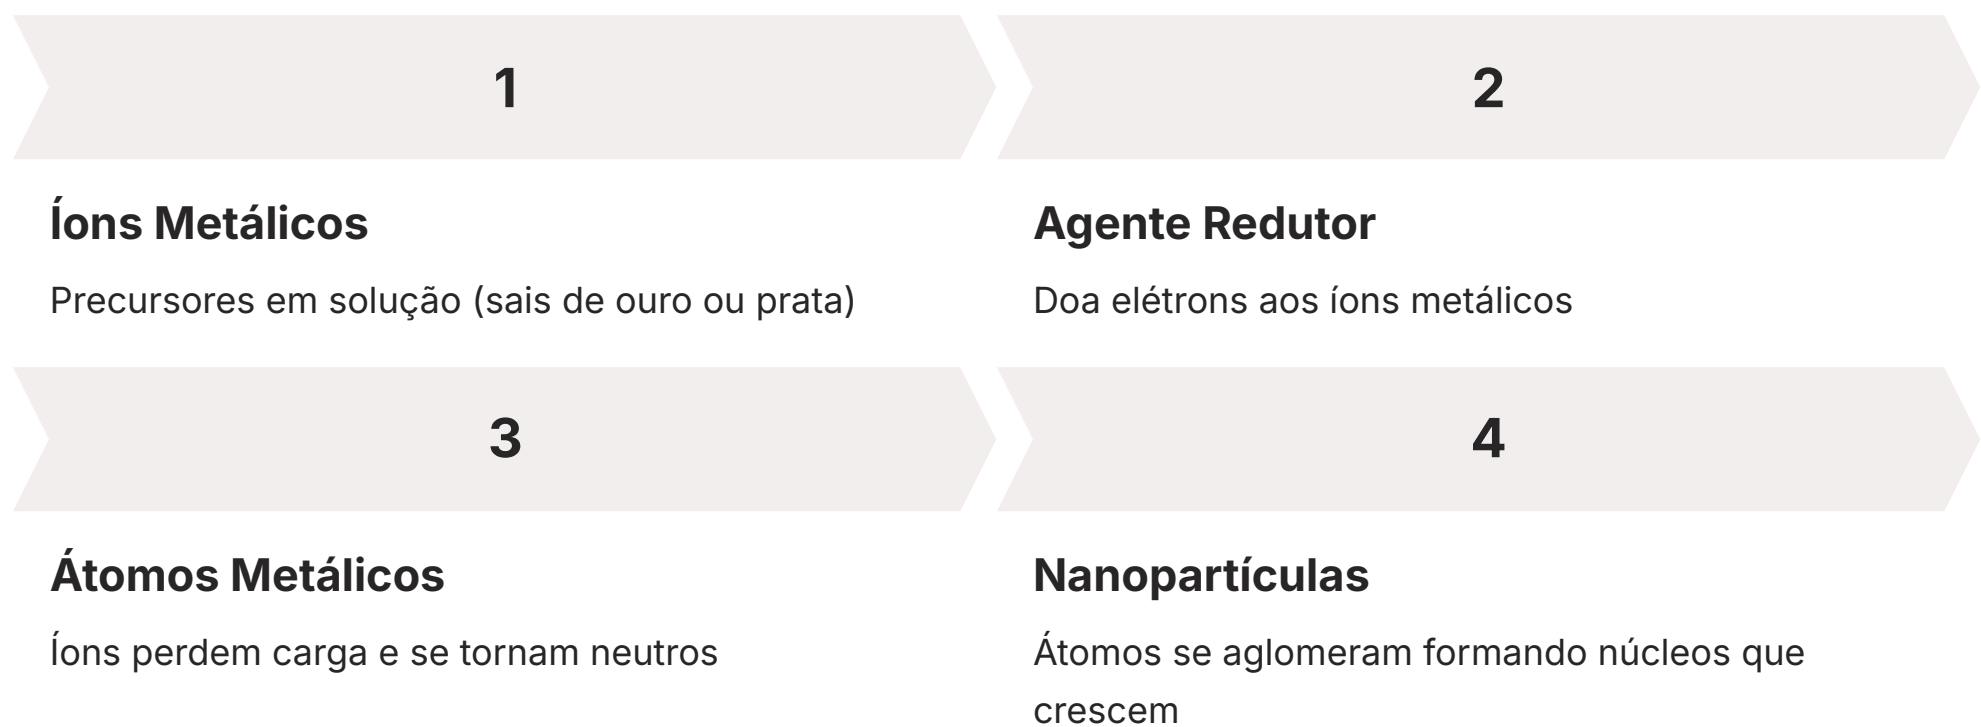 1
2
Íons Metálicos
Precursores em solução (sais de ouro ou prata)
Agente Redutor
Doa elétrons aos íons metálicos
3
4
Átomos Metálicos
Íons perdem carga e se tornam neutros
Nanopartículas
Átomos se aglomeram formando núcleos que
crescem